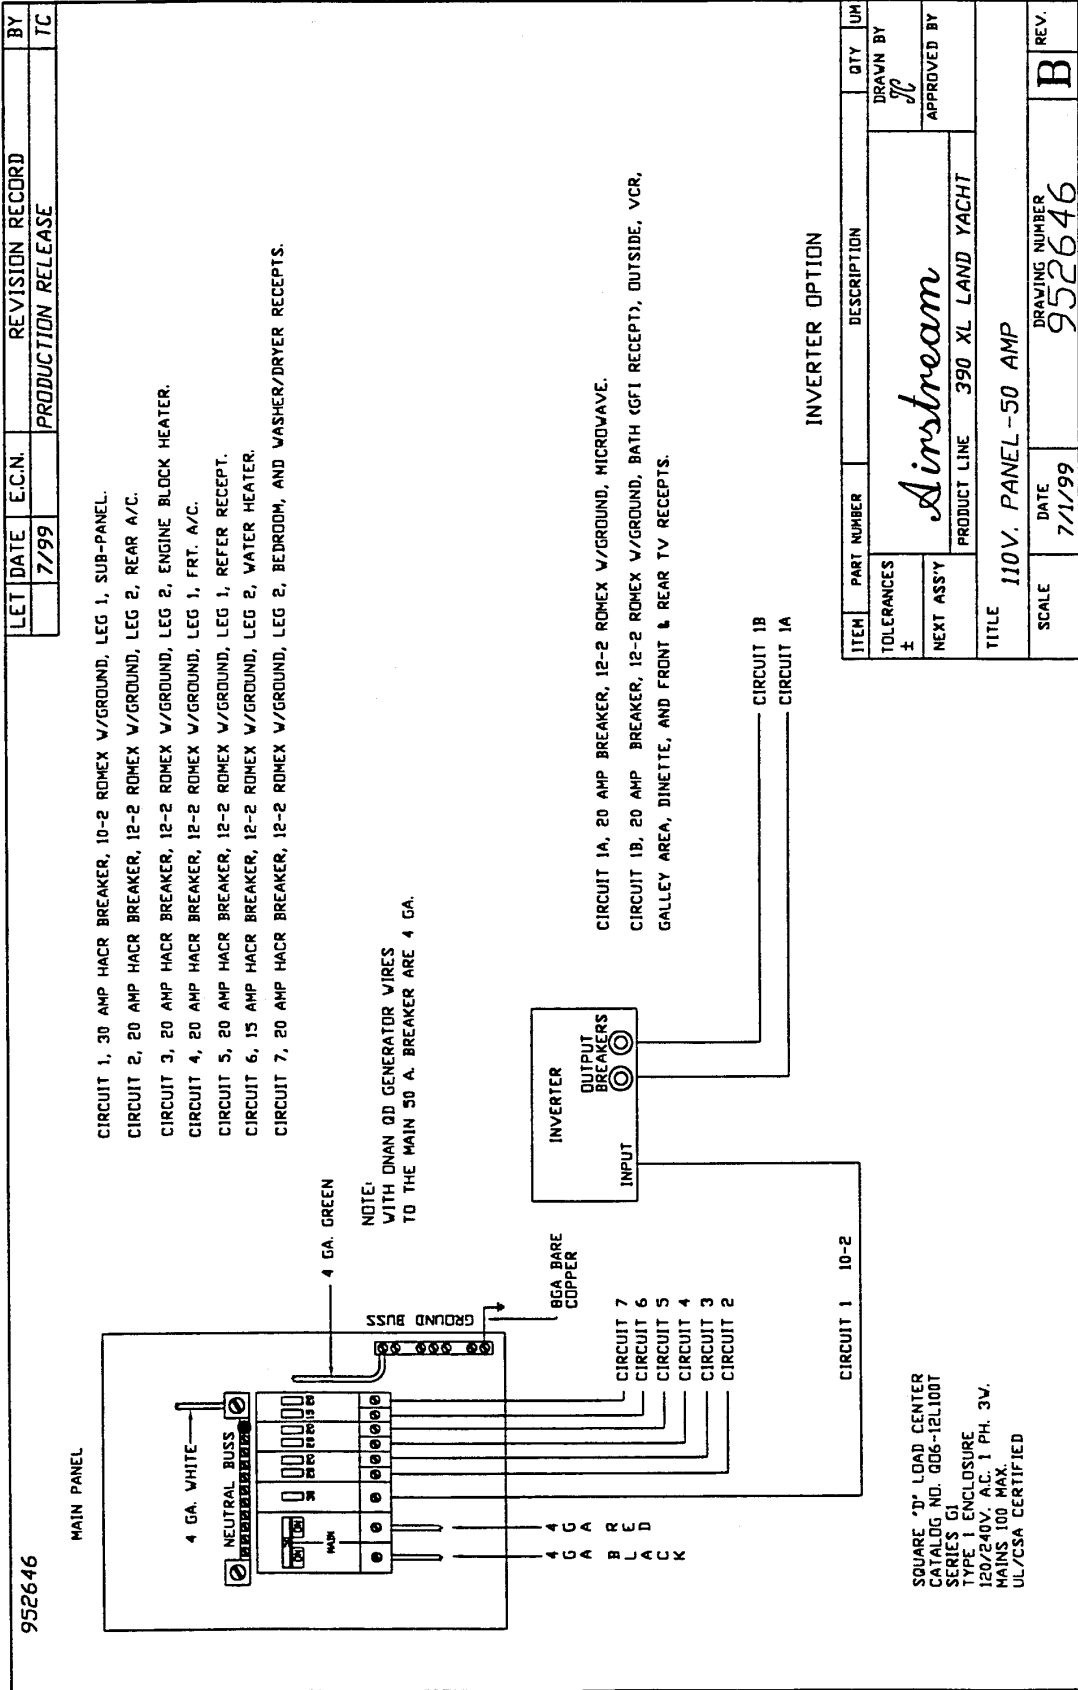 952646
LET DATE E.C.N. REVISION RECORD BY
7/99 PRODUCTION RELEASE TC
MAIN PANEL
4 GA. WHITE
NEUTRAL BUSS
4 GA. GREEN
GROUND BUSS
50
ON ON
MAIN
30 20 20 20 20 15 20
8GA BARE
COPPER
4 GA RED
4 GA BLACK
CIRCUIT 7
CIRCUIT 6
CIRCUIT 5
CIRCUIT 4
CIRCUIT 3
CIRCUIT 2
CIRCUIT 1 10-2
CIRCUIT 1, 30 AMP HACR BREAKER, 10-2 ROMEX W/GROUND, LEG 1, SUB-PANEL.
CIRCUIT 2, 20 AMP HACR BREAKER, 12-2 ROMEX W/GROUND, LEG 2, REAR A/C.
CIRCUIT 3, 20 AMP HACR BREAKER, 12-2 ROMEX W/GROUND, LEG 2, ENGINE BLOCK HEATER.
CIRCUIT 4, 20 AMP HACR BREAKER, 12-2 ROMEX W/GROUND, LEG 1, FRT. A/C.
CIRCUIT 5, 20 AMP HACR BREAKER, 12-2 ROMEX W/GROUND, LEG 1, REFER RECEPT.
CIRCUIT 6, 15 AMP HACR BREAKER, 12-2 ROMEX W/GROUND, LEG 2, WATER HEATER.
CIRCUIT 7, 20 AMP HACR BREAKER, 12-2 ROMEX W/GROUND, LEG 2, BEDROOM, AND WASHER/DRYER RECEPTS.
NOTE:
WITH ONAN QD GENERATOR WIRES
TO THE MAIN 50 A. BREAKER ARE 4 GA.
INVERTER
OUTPUT
BREAKERS
INPUT
CIRCUIT 1A, 20 AMP BREAKER, 12-2 ROMEX W/GROUND, MICROWAVE.
CIRCUIT 1B, 20 AMP BREAKER, 12-2 ROMEX W/GROUND, BATH (GFI RECEPT), OUTSIDE, VCR,
GALLEY AREA, DINETTE, AND FRONT & REAR TV RECEPTS.
CIRCUIT 1B
CIRCUIT 1A
INVERTER OPTION
SQUARE 'D' LOAD CENTER
CATALOG NO. QO6-12L100T
SERIES G1
TYPE 1 ENCLOSURE
120/240V. A.C. 1 PH. 3W.
MAINS 100 MAX.
UL/CSA CERTIFIED
ITEM PART NUMBER DESCRIPTION QTY UM
TOLERANCES
±
NEXT ASS'Y
Airstream
PRODUCT LINE 390 XL LAND YACHT
DRAWN BY
TC
APPROVED BY
TITLE
110V. PANEL-50 AMP
SCALE
DATE
7/1/99
DRAWING NUMBER
952646
B
REV.